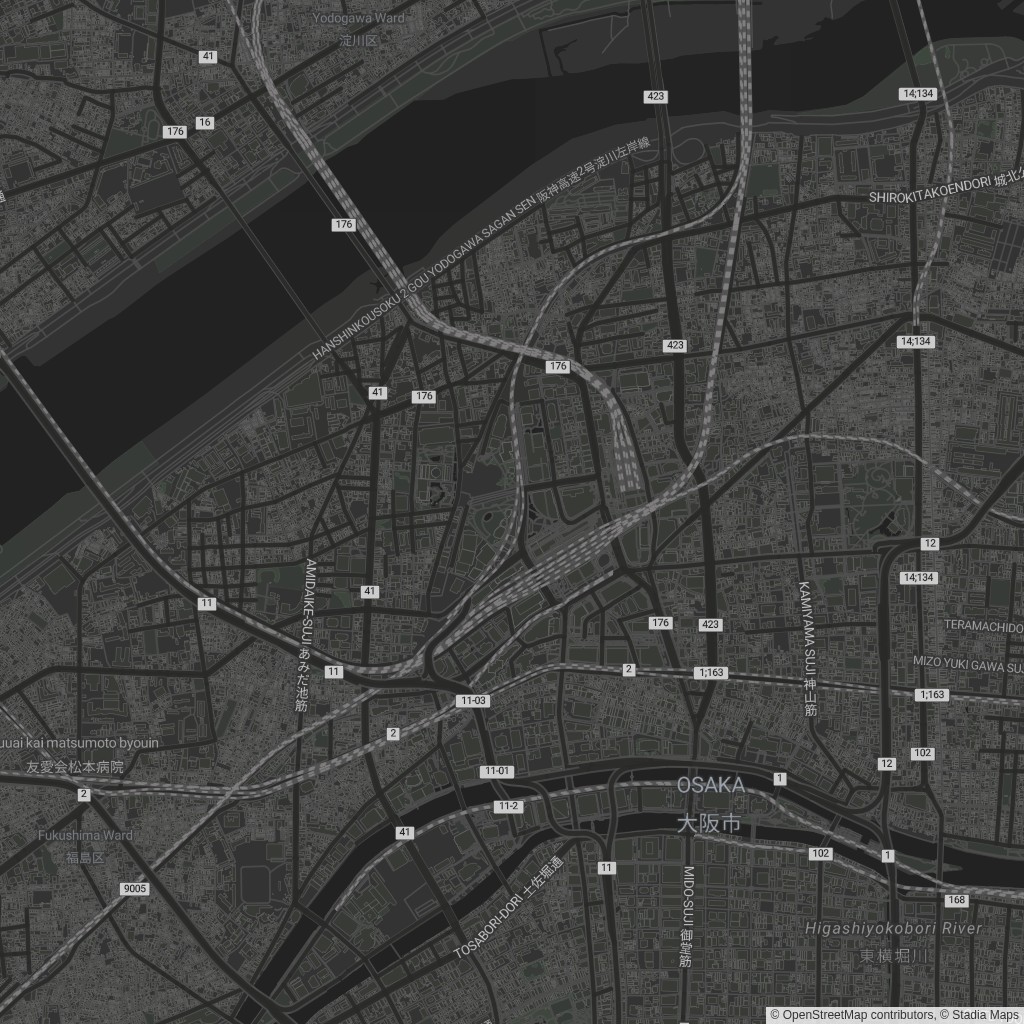 Yodogawa Ward
淀川区
41
423
14;134
16
176
SHIROKITAKOENDORI 城北
176
HANSHINKOUSOKU 2 GOU YODOGAWA SAGAN SEN 阪神高速2号淀川左岸線
14;134
423
176
41
176
12
14;134
41
11
AMIDAIKE-SUJI あみだ池筋
KAMIYAMA SUJI 神山筋
176
423
TERAMACHIDO
MIZO YUKI GAWA SUJ
11
2
1;163
1;163
11-03
2
uuai kai matsumoto byouin
友愛会松本病院
102
12
11-01
1
OSAKA
大阪市
2
11-2
Fukushima Ward
福島区
41
102
1
11
9005
MIDO-SUJI 御堂筋
TOSABORI-DORI 土佐堀通
168
Higashiyokobori River
東横堀川
© OpenStreetMap contributors, © Stadia Maps